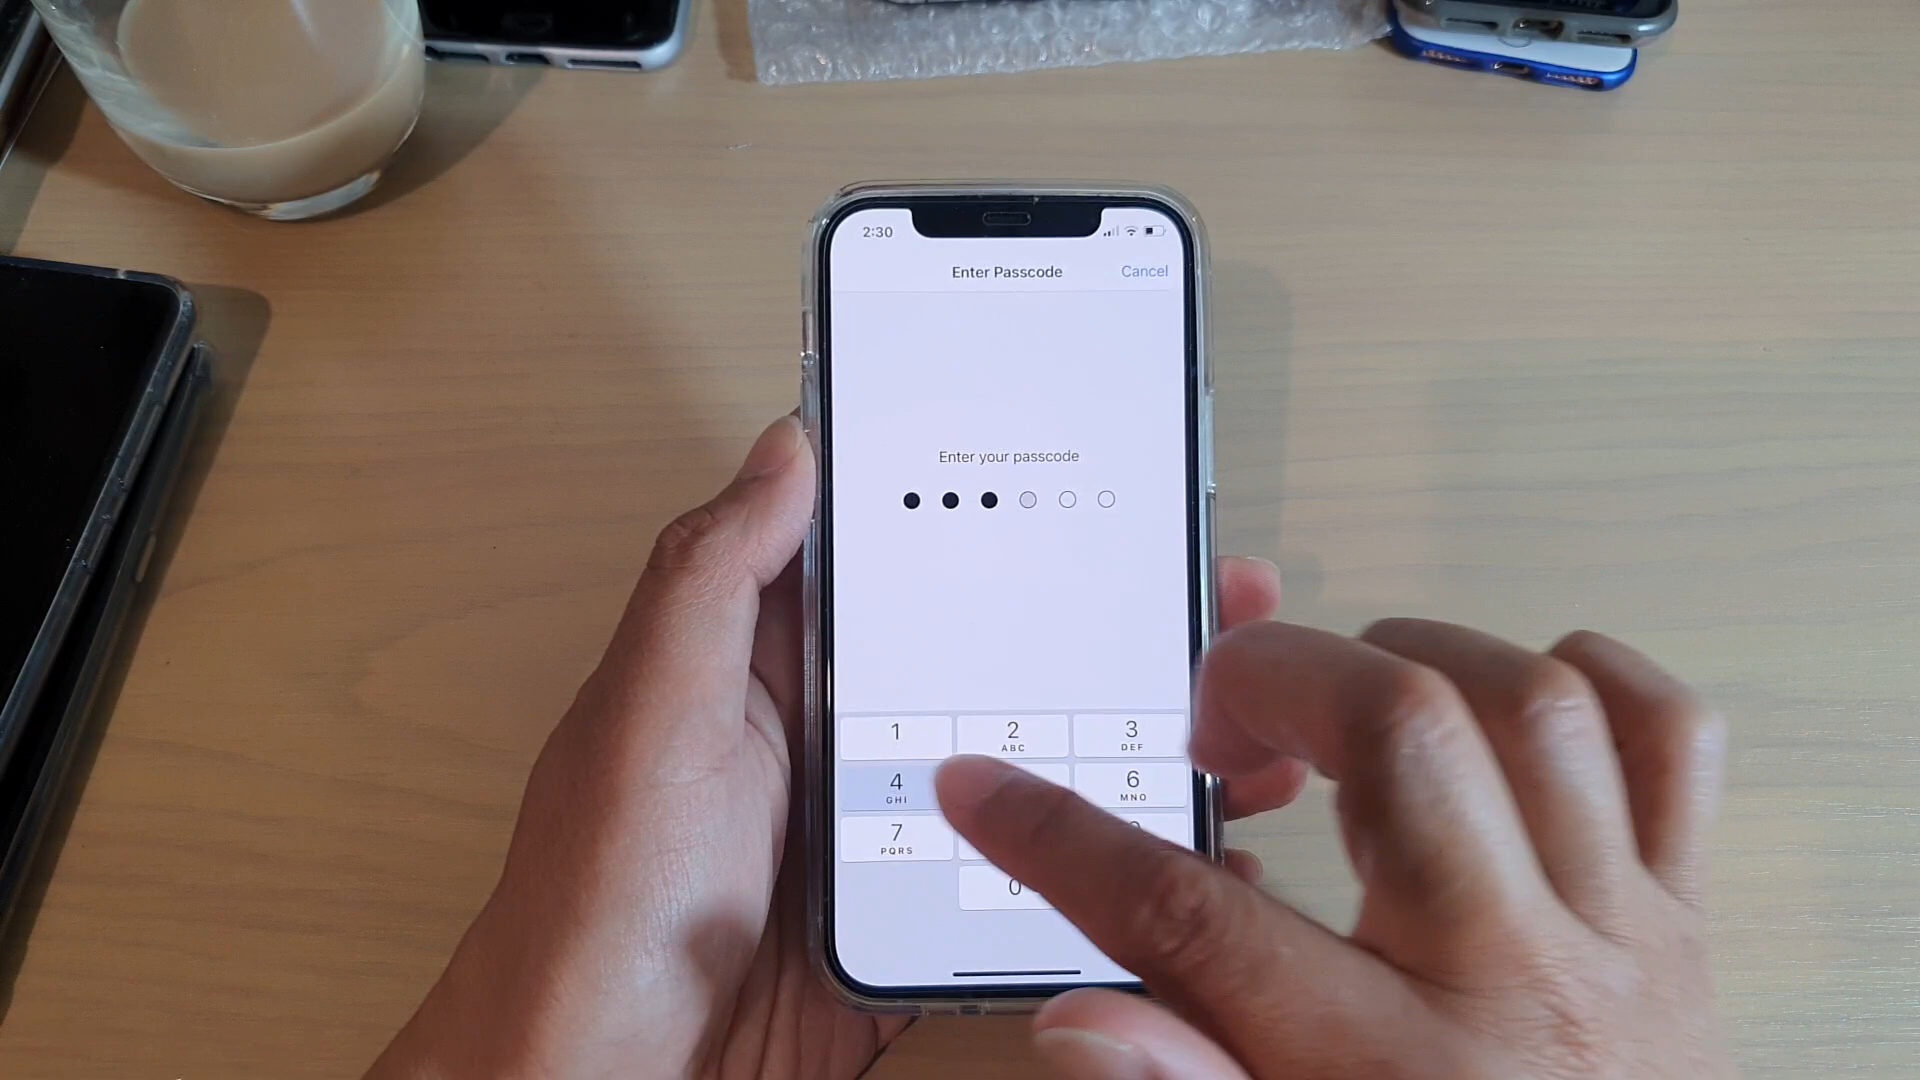 2:30
Enter Passcode Cancel
Enter your passcode
1 2 3
ABC DEF
4 6
GHI MNO
7
PQRS
0